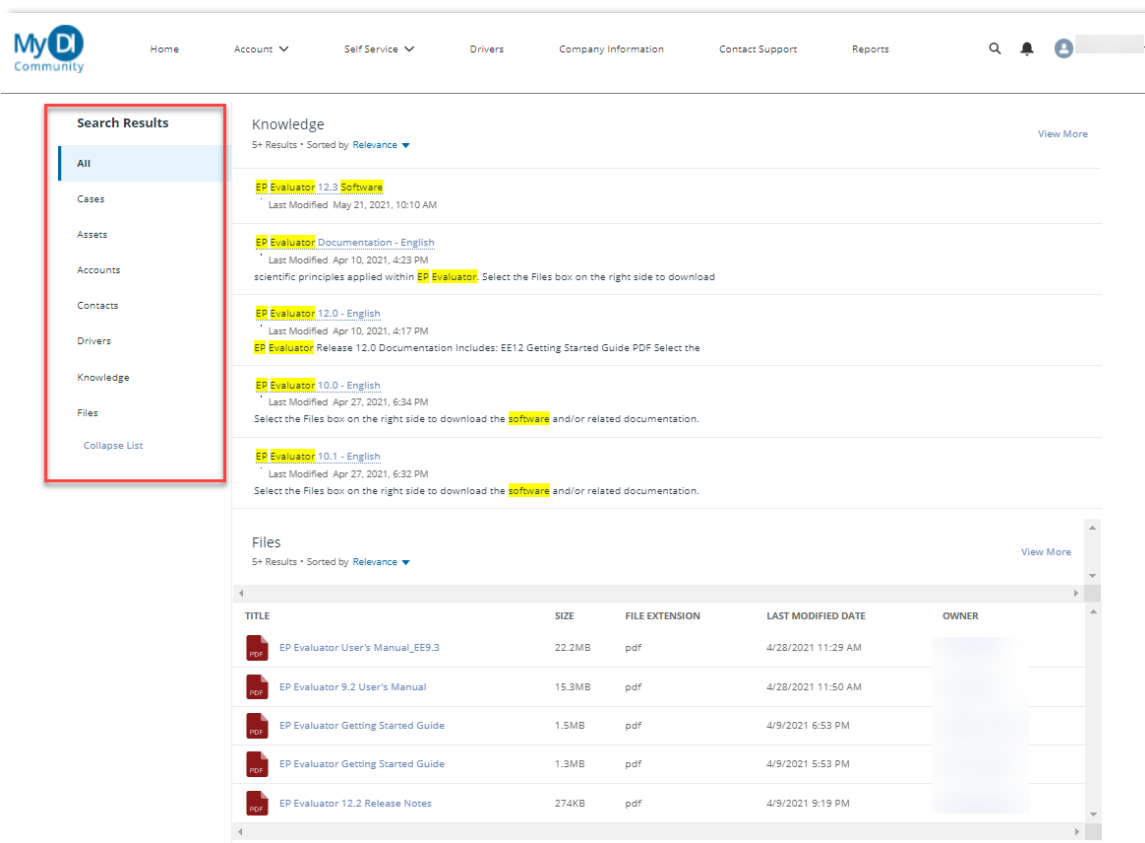 My DI
Community
Home
Account
Self Service
Drivers
Company Information
Contact Support
Reports
Search Results
All
Cases
Assets
Accounts
Contacts
Drivers
Knowledge
Files
Collapse List
Knowledge
5+ Results • Sorted by Relevance
View More
EP Evaluator 12.3 Software
Last Modified May 21, 2021, 10:10 AM
EP Evaluator Documentation - English
Last Modified Apr 10, 2021, 4:23 PM
scientific principles applied within EP Evaluator. Select the Files box on the right side to download
EP Evaluator 12.0 - English
Last Modified Apr 10, 2021, 4:17 PM
EP Evaluator Release 12.0 Documentation Includes: EE12 Getting Started Guide PDF Select the
EP Evaluator 10.0 - English
Last Modified Apr 27, 2021, 6:34 PM
Select the Files box on the right side to download the software and/or related documentation.
EP Evaluator 10.1 - English
Last Modified Apr 27, 2021, 6:32 PM
Select the Files box on the right side to download the software and/or related documentation.
Files
5+ Results • Sorted by Relevance
View More
TITLE SIZE FILE EXTENSION LAST MODIFIED DATE OWNER
PDF EP Evaluator User's Manual_EE9.3 22.2MB pdf 4/28/2021 11:29 AM
PDF EP Evaluator 9.2 User's Manual 15.3MB pdf 4/28/2021 11:50 AM
PDF EP Evaluator Getting Started Guide 1.5MB pdf 4/9/2021 6:53 PM
PDF EP Evaluator Getting Started Guide 1.3MB pdf 4/9/2021 5:53 PM
PDF EP Evaluator 12.2 Release Notes 274KB pdf 4/9/2021 9:19 PM